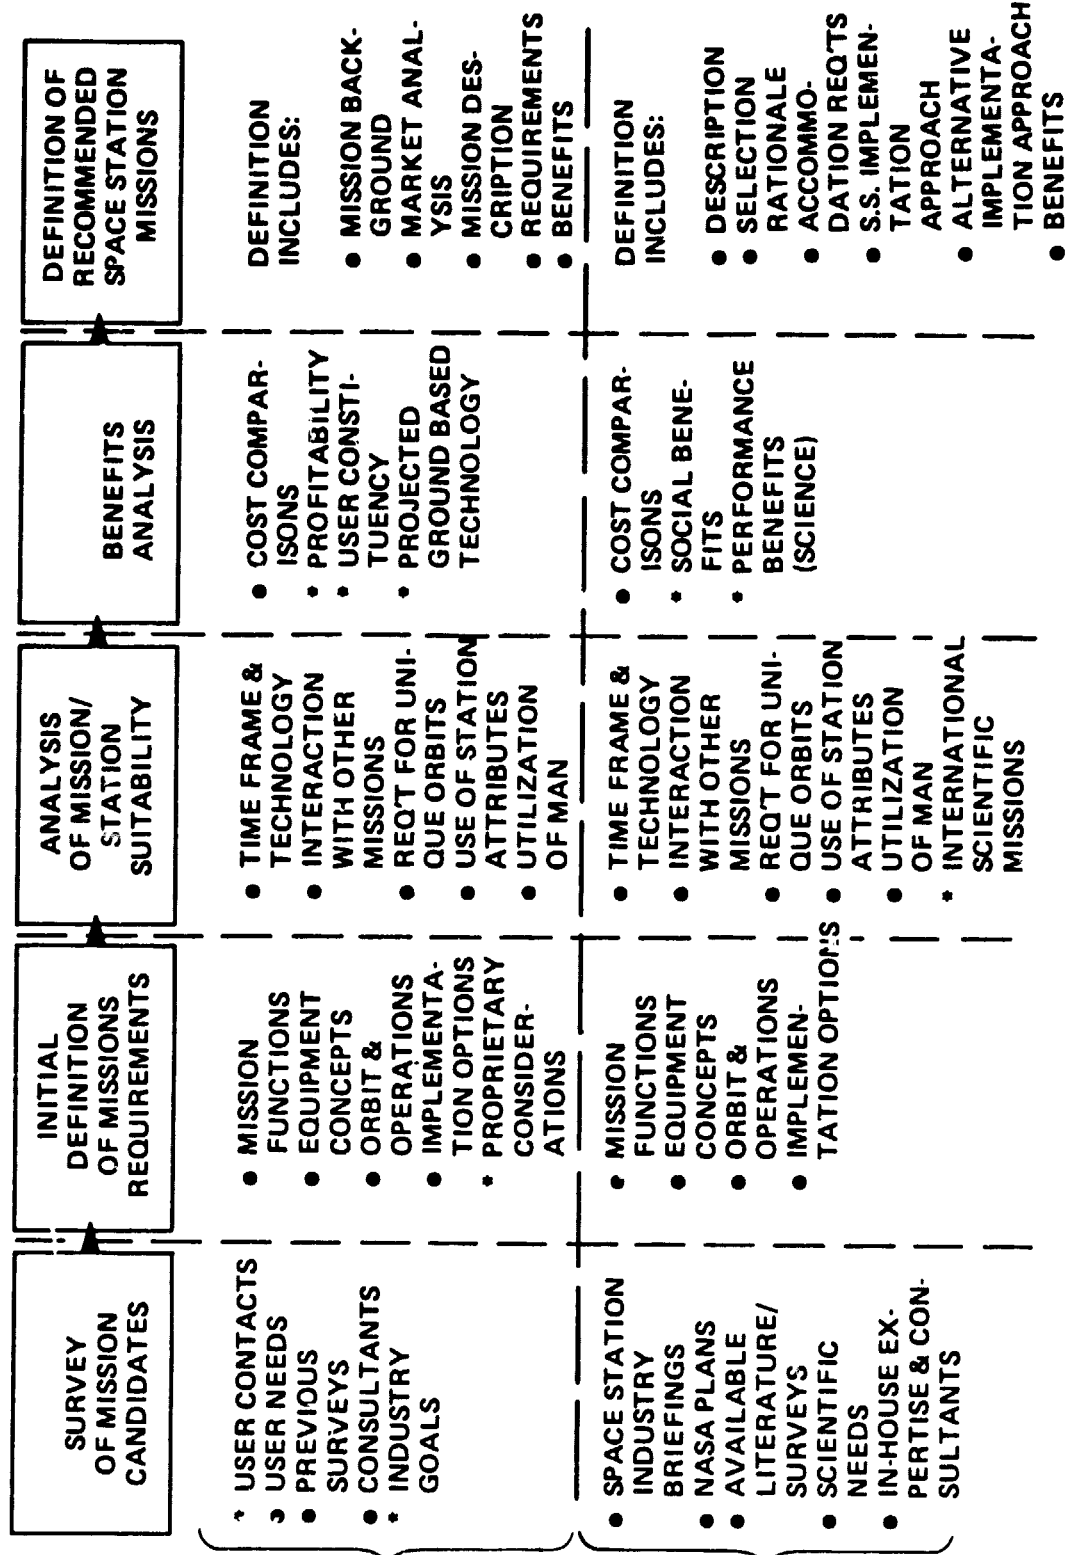 SURVEY
OF MISSION
CANDIDATES
INITIAL
DEFINITION
OF MISSIONS
REQUIREMENTS
ANALYSIS
OF MISSION/
STATION
SUITABILITY
BENEFITS
ANALYSIS
DEFINITION OF
RECOMMENDED
SPACE STATION
MISSIONS
* USER CONTACTS
● USER NEEDS
● PREVIOUS
SURVEYS
● CONSULTANTS
* INDUSTRY
GOALS
● MISSION
FUNCTIONS
● EQUIPMENT
CONCEPTS
● ORBIT &
OPERATIONS
● IMPLEMENTA-
TION OPTIONS
* PROPRIETARY
CONSIDER-
ATIONS
● TIME FRAME &
TECHNOLOGY
● INTERACTION
WITH OTHER
MISSIONS
● REQ'T FOR UNI-
QUE ORBITS
● USE OF STATION
ATTRIBUTES
● UTILIZATION
OF MAN
● COST COMPAR-
ISONS
* PROFITABILITY
* USER CONSTI-
TUENCY
* PROJECTED
GROUND BASED
TECHNOLOGY
DEFINITION
INCLUDES:
● MISSION BACK-
GROUND
● MARKET ANAL-
YSIS
● MISSION DES-
CRIPTION
● REQUIREMENTS
● BENEFITS
● SPACE STATION
INDUSTRY
BRIEFINGS
● NASA PLANS
● AVAILABLE
LITERATURE/
SURVEYS
● SCIENTIFIC
NEEDS
● IN-HOUSE EX-
PERTISE & CON-
SULTANTS
● MISSION
FUNCTIONS
● EQUIPMENT
CONCEPTS
● ORBIT &
OPERATIONS
● IMPLEMEN-
TATION OPTIONS
● TIME FRAME &
TECHNOLOGY
● INTERACTION
WITH OTHER
MISSIONS
● REQ'T FOR UNI-
QUE ORBITS
● USE OF STATION
ATTRIBUTES
● UTILIZATION
OF MAN
* INTERNATIONAL
SCIENTIFIC
MISSIONS
● COST COMPAR-
ISONS
* SOCIAL BENE-
FITS
* PERFORMANCE
BENEFITS
(SCIENCE)
DEFINITION
INCLUDES:
● DESCRIPTION
● SELECTION
RATIONALE
● ACCOMMO-
DATION REQ'TS
● S.S. IMPLEMEN-
TATION
APPROACH
● ALTERNATIVE
IMPLEMENTA-
TION APPROACH
● BENEFITS